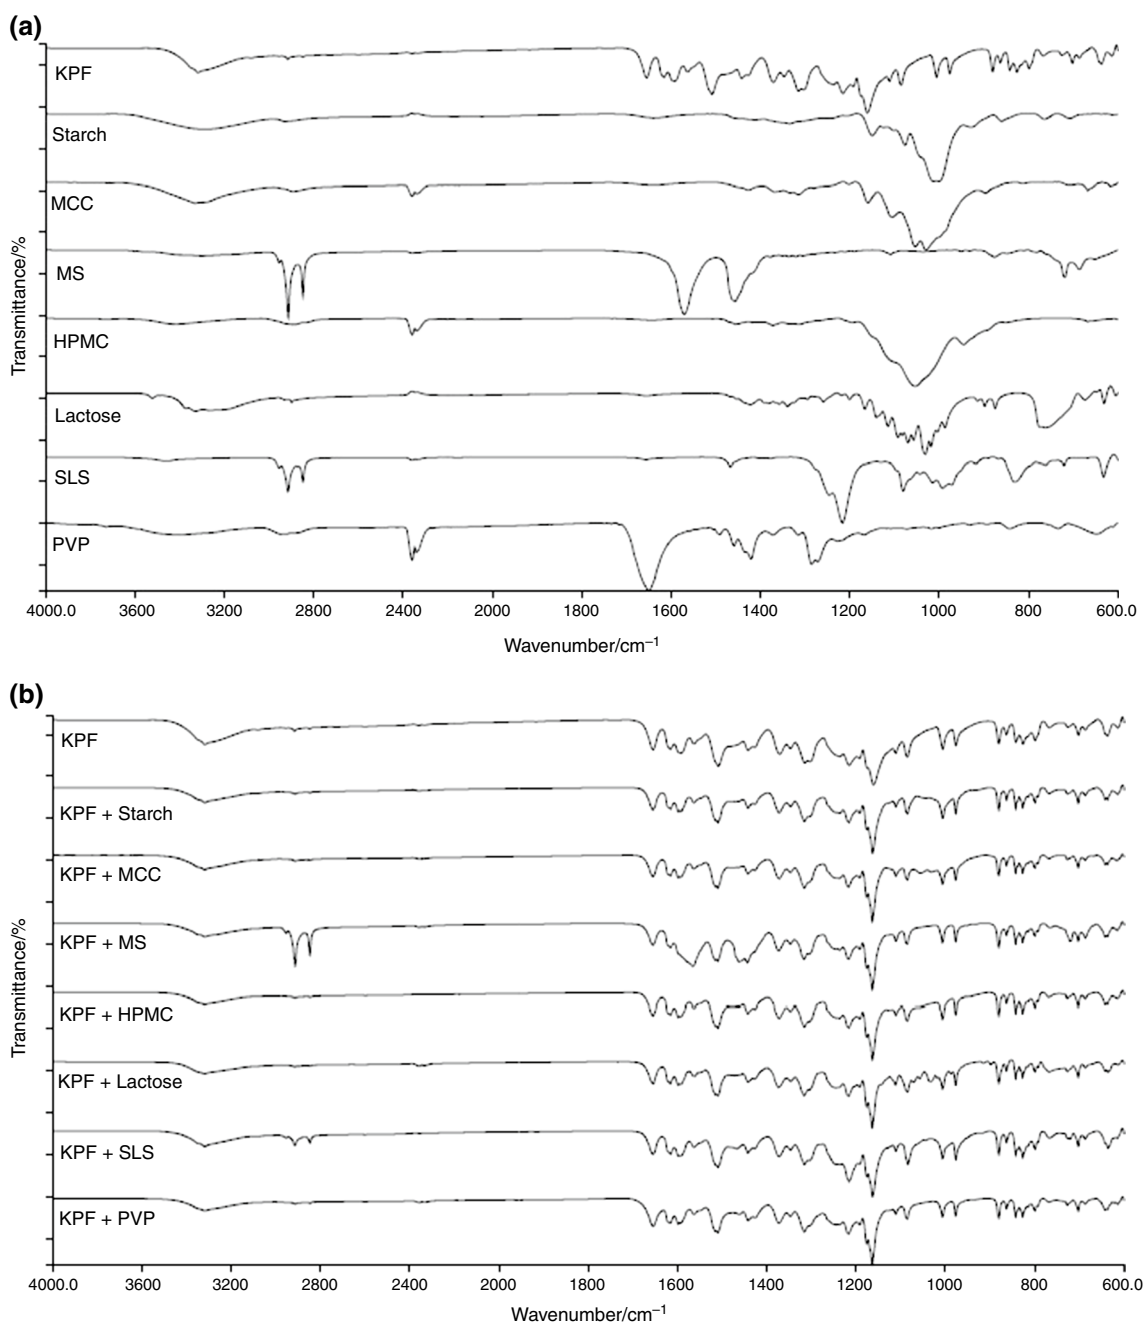 (a)
KPF
Starch
MCC
MS
HPMC
Lactose
SLS
PVP
Transmittance/%
4000.0 3600 3200 2800 2400 2000 1800 1600 1400 1200 1000 800 600.0
Wavenumber/cm⁻¹
(b)
KPF
KPF + Starch
KPF + MCC
KPF + MS
KPF + HPMC
KPF + Lactose
KPF + SLS
KPF + PVP
Transmittance/%
4000.0 3600 3200 2800 2400 2000 1800 1600 1400 1200 1000 800 600.0
Wavenumber/cm⁻¹